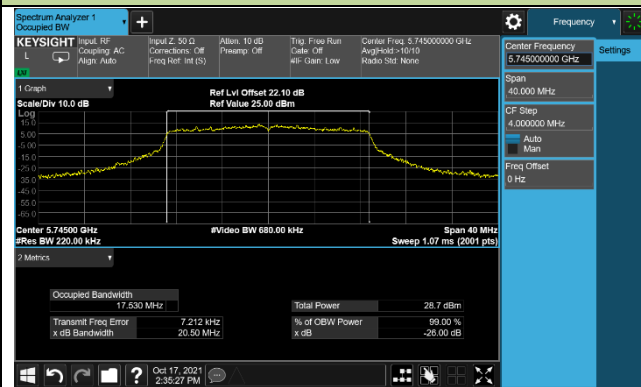 Spectrum Analyzer 1
Occupied BW
+
Frequency
KEYSIGHT
L
LXI
Input: RF
Coupling: AC
Align: Auto
Input Z: 50 Ω
Corrections: Off
Freq Ref: Int (S)
Atten: 10 dB
Preamp: Off
Trig: Free Run
Gate: Off
#IF Gain: Low
Center Freq: 5.745000000 GHz
Avg|Hold:>10/10
Radio Std: None
Center Frequency
5.745000000 GHz
Settings
Span
40.000 MHz
CF Step
4.000000 MHz
Auto
Man
Freq Offset
0 Hz
1 Graph
Scale/Div 10.0 dB
Ref Lvl Offset 22.10 dB
Ref Value 25.00 dBm
Log
15.0
5.00
-5.00
-15.0
-25.0
-35.0
-45.0
-55.0
-65.0
Center 5.74500 GHz
#Res BW 220.00 kHz
#Video BW 680.00 kHz
Span 40 MHz
Sweep 1.07 ms (2001 pts)
2 Metrics
Occupied Bandwidth
17.530 MHz
Transmit Freq Error 7.212 kHz
x dB Bandwidth 20.50 MHz
Total Power 28.7 dBm
% of OBW Power 99.00 %
x dB -26.00 dB
?
Oct 17, 2021
2:35:27 PM